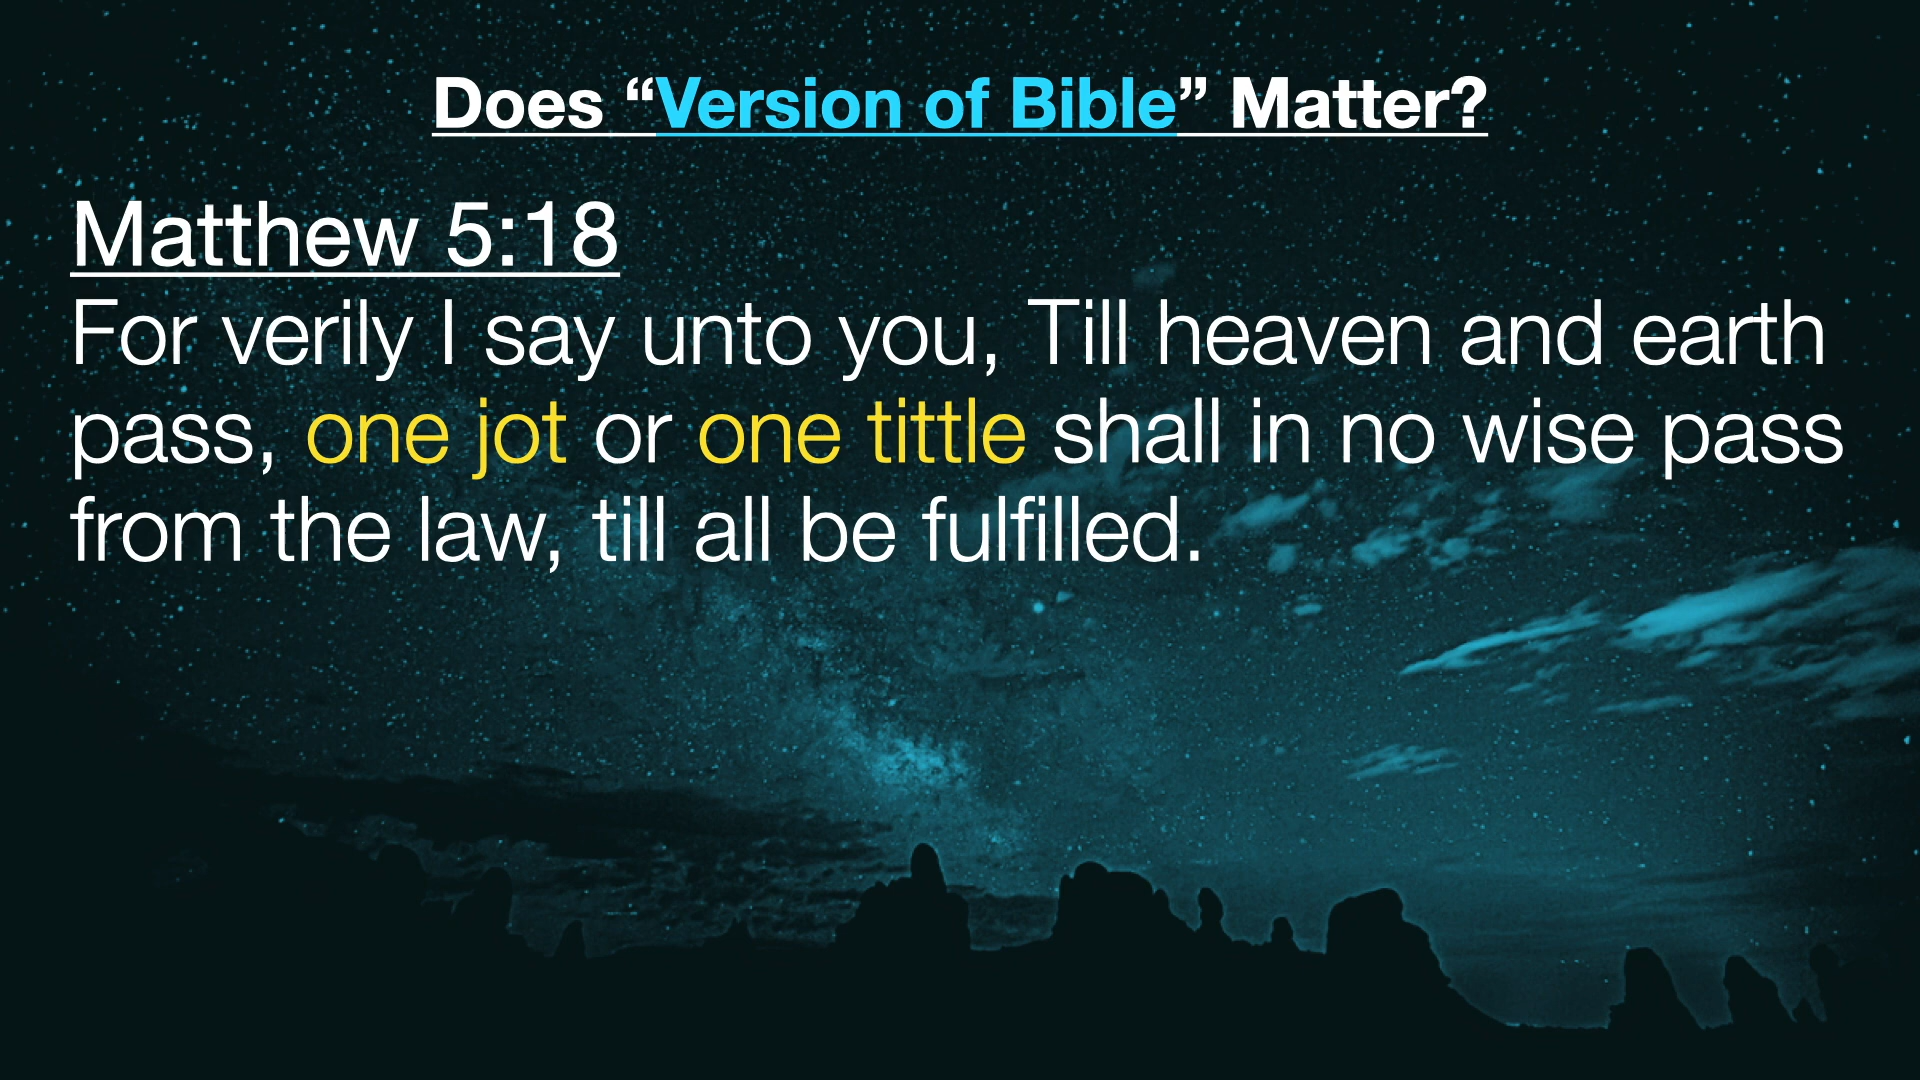 Does “Version of Bible” Matter?
Matthew 5:18
For verily I say unto you, Till heaven and earth
pass, one jot or one tittle shall in no wise pass
from the law, till all be fulfilled.